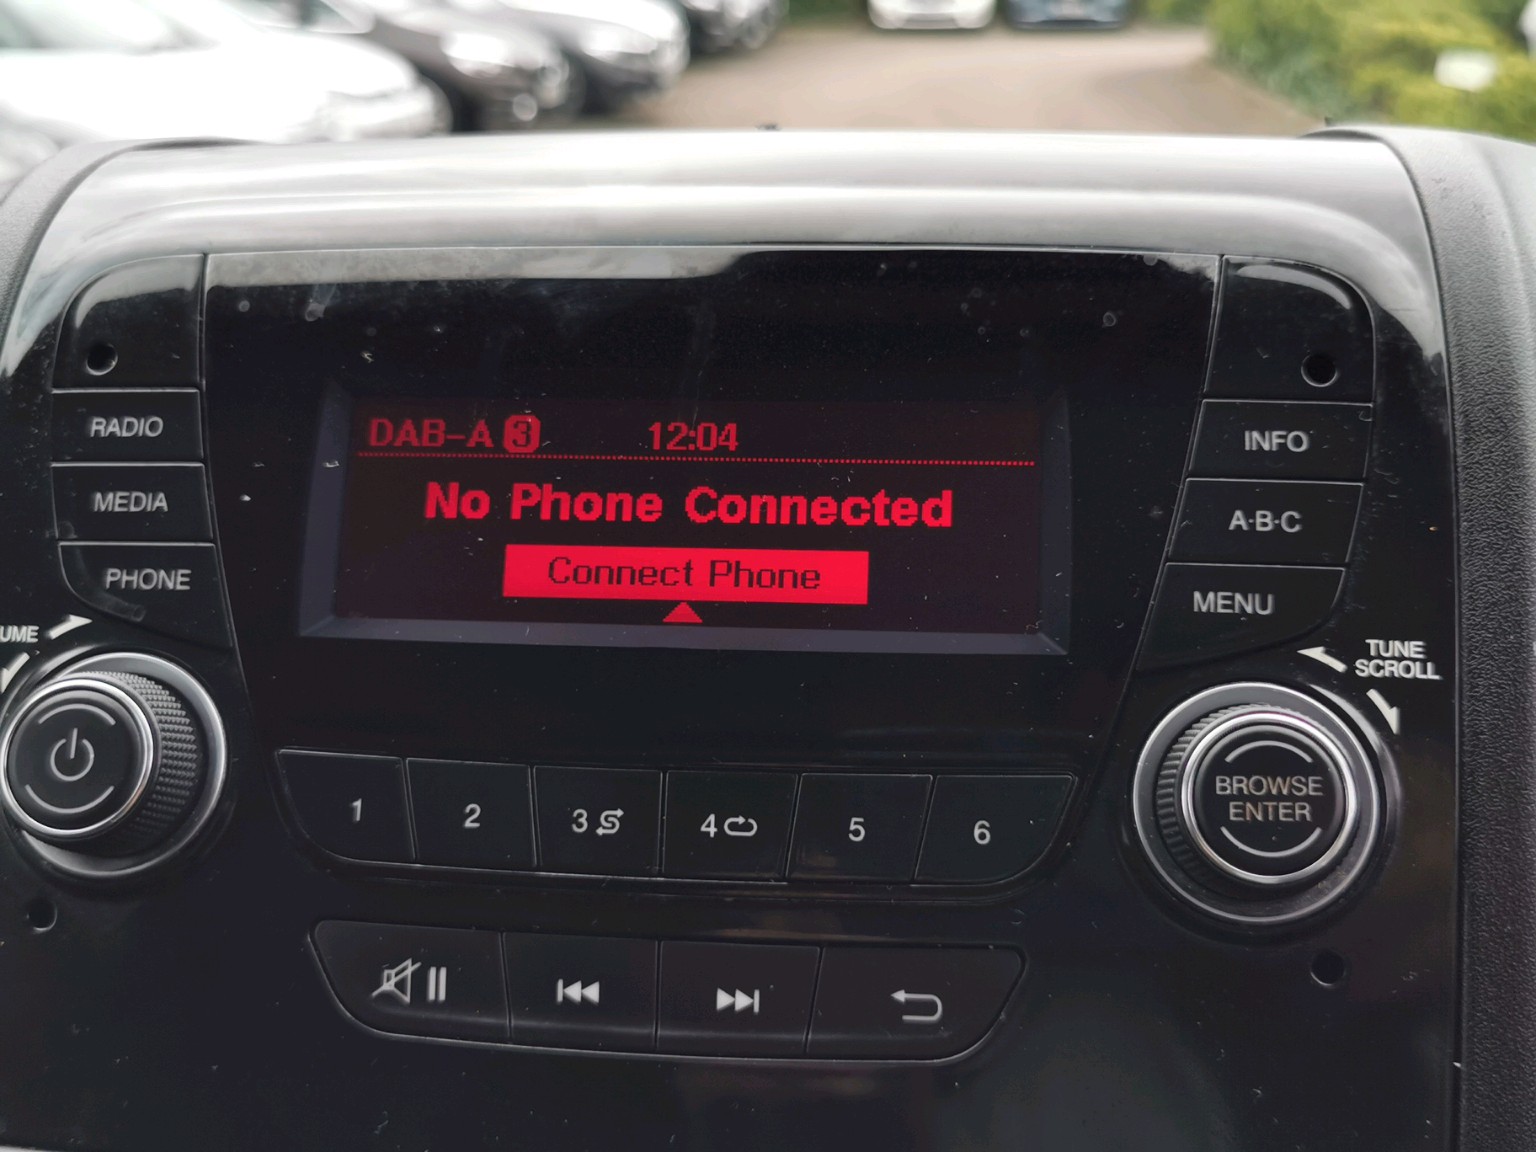 DAB-A 3 12:04
No Phone Connected
Connect Phone
RADIO
MEDIA
PHONE
UME
INFO
A·B·C
MENU
TUNE
SCROLL
BROWSE
ENTER
1 2 3 4 5 6